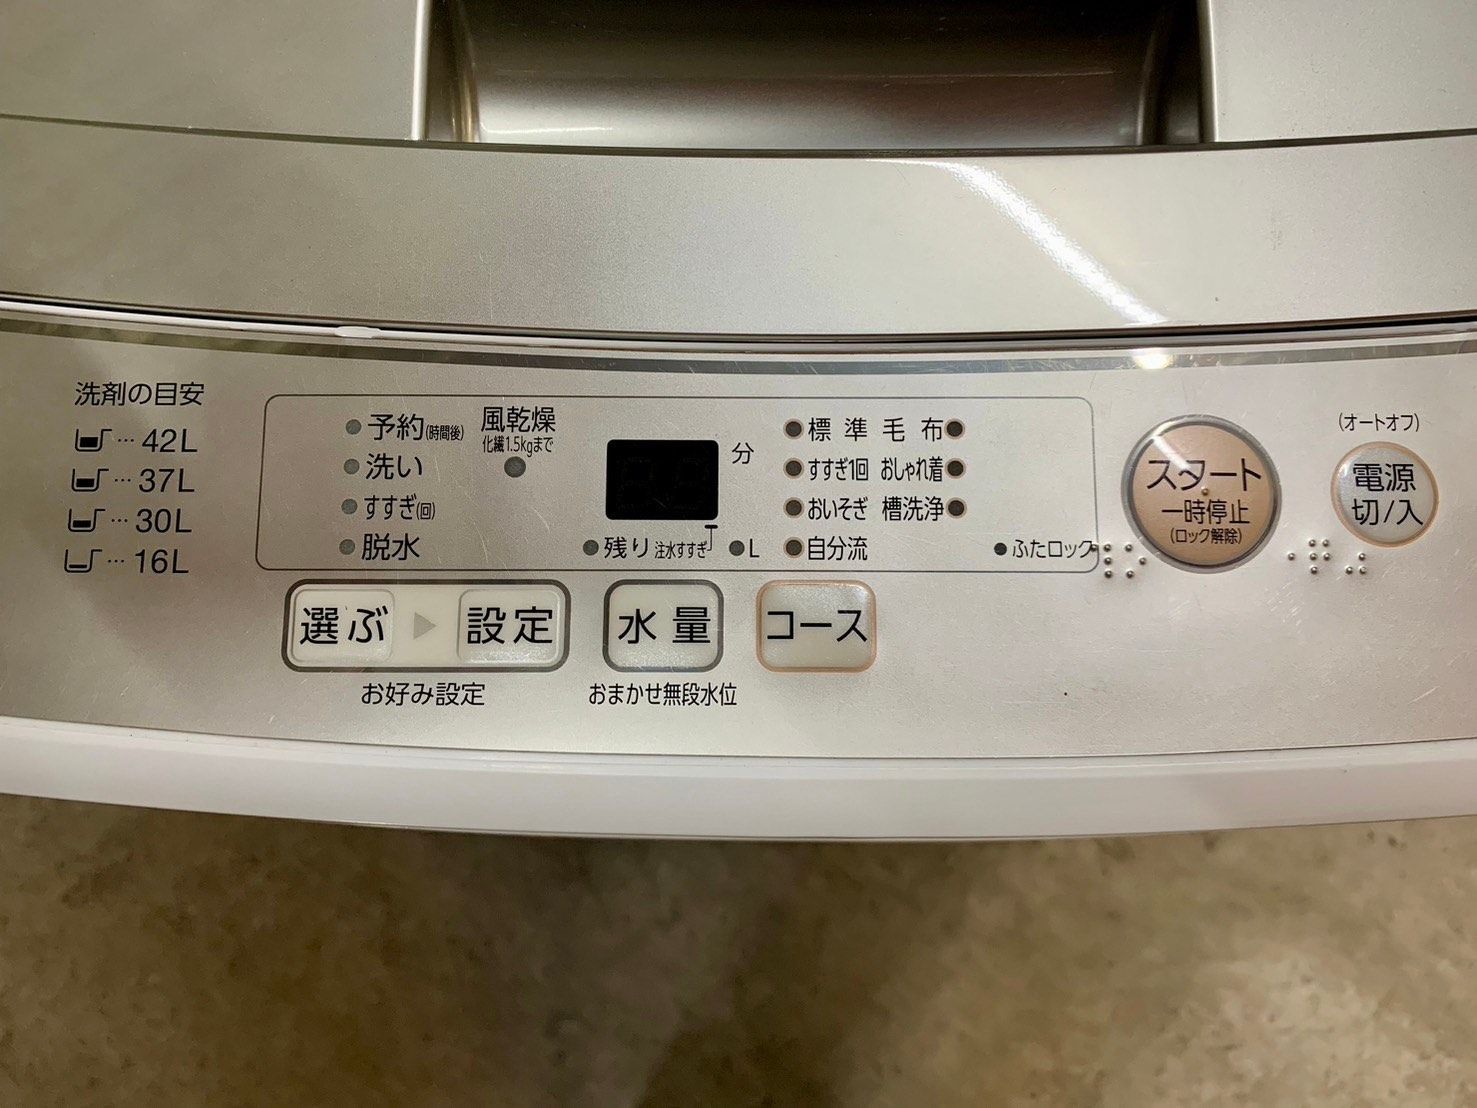 洗剤の目安
… 42L
… 37L
… 30L
… 16L
予約(時間後)
洗い
すすぎ(回)
脱水
風乾燥
化繊1.5kgまで
分
残り 注水すすぎ
L
標準 毛布
すすぎ1回 おしゃれ着
おいそぎ 槽洗浄
自分流
ふたロック
選ぶ ▶ 設定
お好み設定
水量
おまかせ無段水位
コース
スタート
一時停止
(ロック解除)
(オートオフ)
電源
切/入